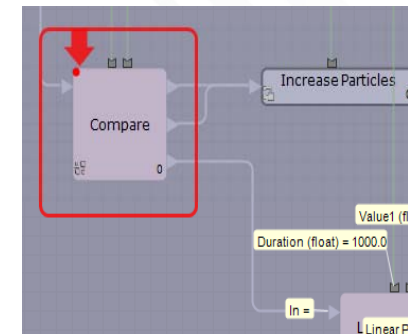 Increase Particles
Compare
0
Value1 (fl
Duration (float) = 1000.0
In =
Linear P